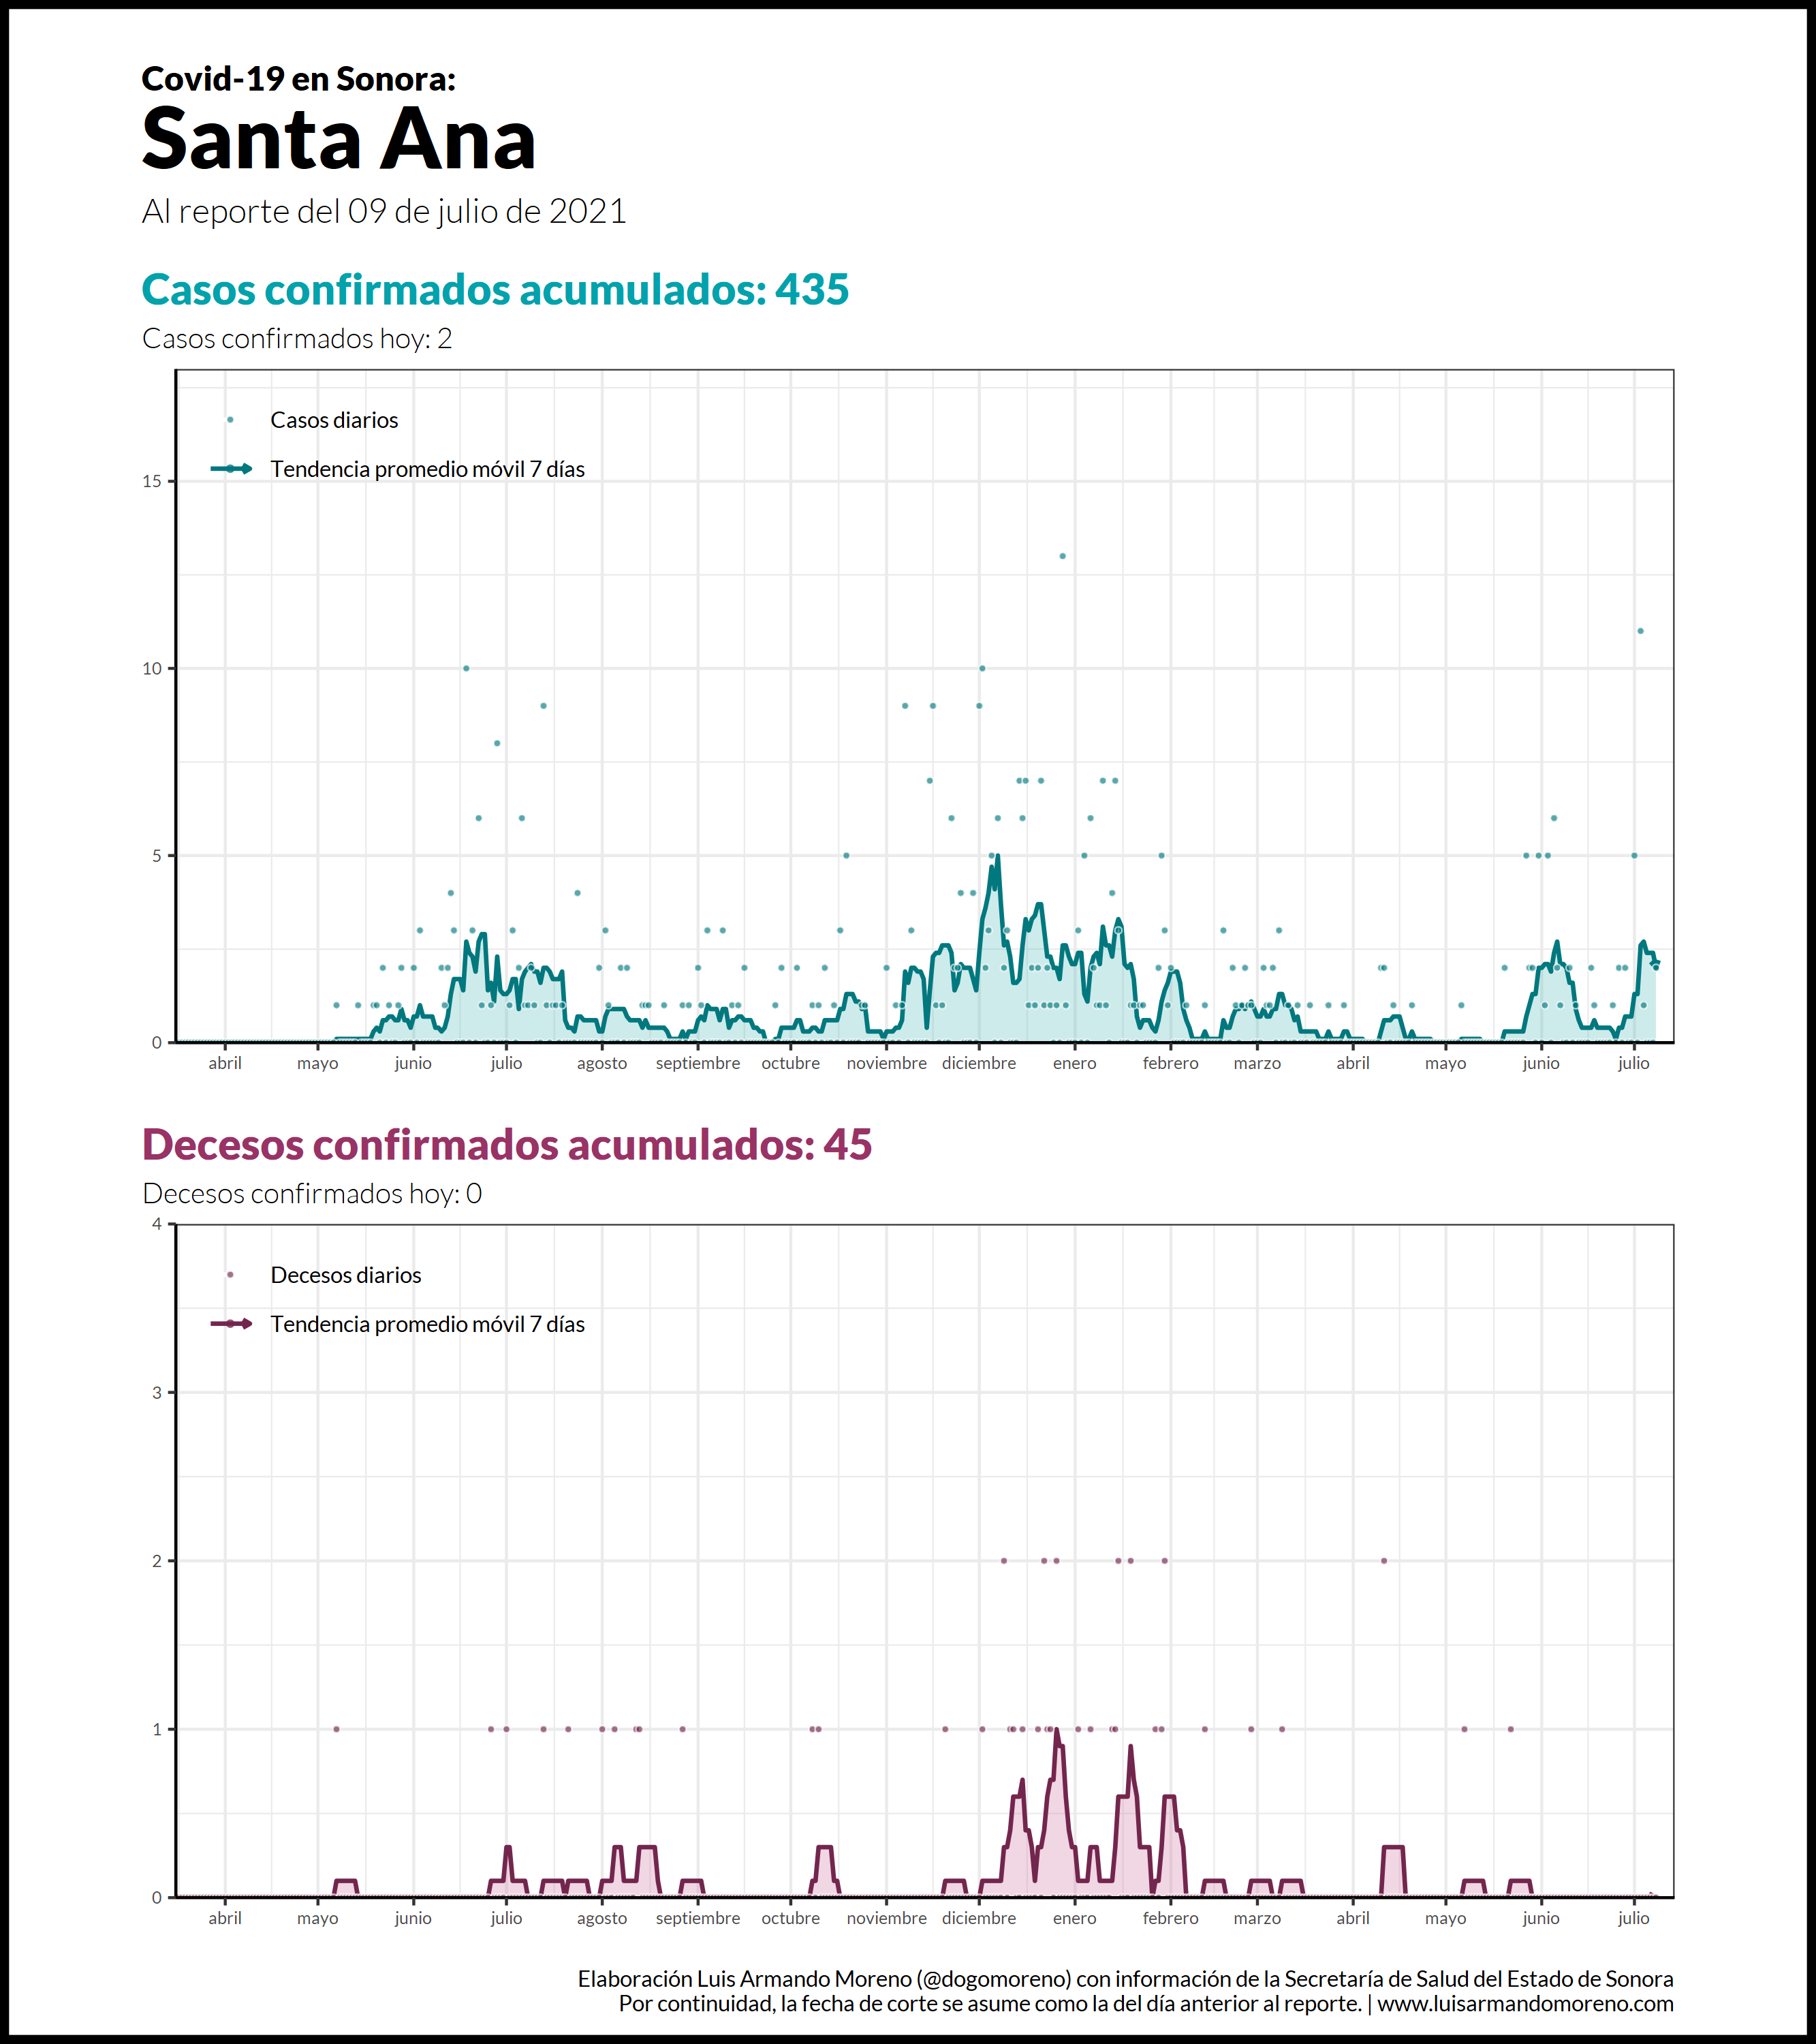 Covid-19 en Sonora:
Santa Ana
Al reporte del 09 de julio de 2021
Casos confirmados acumulados: 435
Casos confirmados hoy: 2
Casos diarios
Tendencia promedio móvil 7 días
15
10
5
0
abril mayo junio julio agosto septiembre octubre noviembre diciembre enero febrero marzo abril mayo junio julio
Decesos confirmados acumulados: 45
Decesos confirmados hoy: 0
4
Decesos diarios
Tendencia promedio móvil 7 días
3
2
1
0
abril mayo junio julio agosto septiembre octubre noviembre diciembre enero febrero marzo abril mayo junio julio
Elaboración Luis Armando Moreno (@dogomoreno) con información de la Secretaría de Salud del Estado de Sonora
Por continuidad, la fecha de corte se asume como la del día anterior al reporte. | www.luisarmandomoreno.com